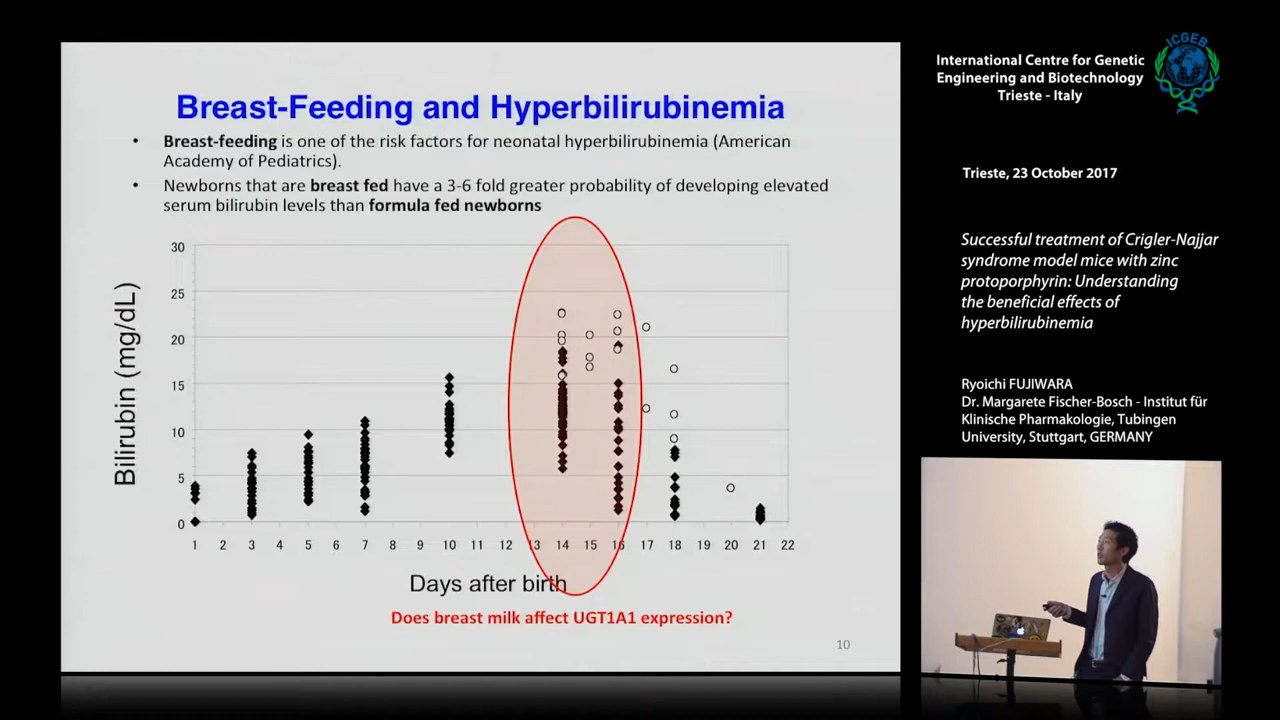 Breast-Feeding and Hyperbilirubinemia
• Breast-feeding is one of the risk factors for neonatal hyperbilirubinemia (American
Academy of Pediatrics).
• Newborns that are breast fed have a 3-6 fold greater probability of developing elevated
serum bilirubin levels than formula fed newborns
Bilirubin (mg/dL)
30
25
20
15
10
5
0
1 2 3 4 5 6 7 8 9 10 11 12 13 14 15 16 17 18 19 20 21 22
Days after birth
Does breast milk affect UGT1A1 expression?
10
International Centre for Genetic
Engineering and Biotechnology
Trieste - Italy
ICGEB
Trieste, 23 October 2017
Successful treatment of Crigler-Najjar
syndrome model mice with zinc
protoporphyrin: Understanding
the beneficial effects of
hyperbilirubinemia
Ryoichi FUJIWARA
Dr. Margarete Fischer-Bosch - Institut für
Klinische Pharmakologie, Tubingen
University, Stuttgart, GERMANY